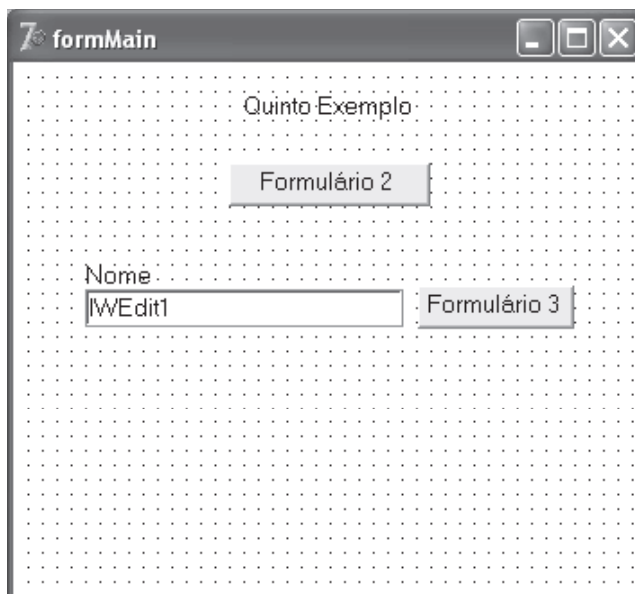 formMain
Quinto Exemplo
Formulário 2
Nome
IWEdit1
Formulário 3